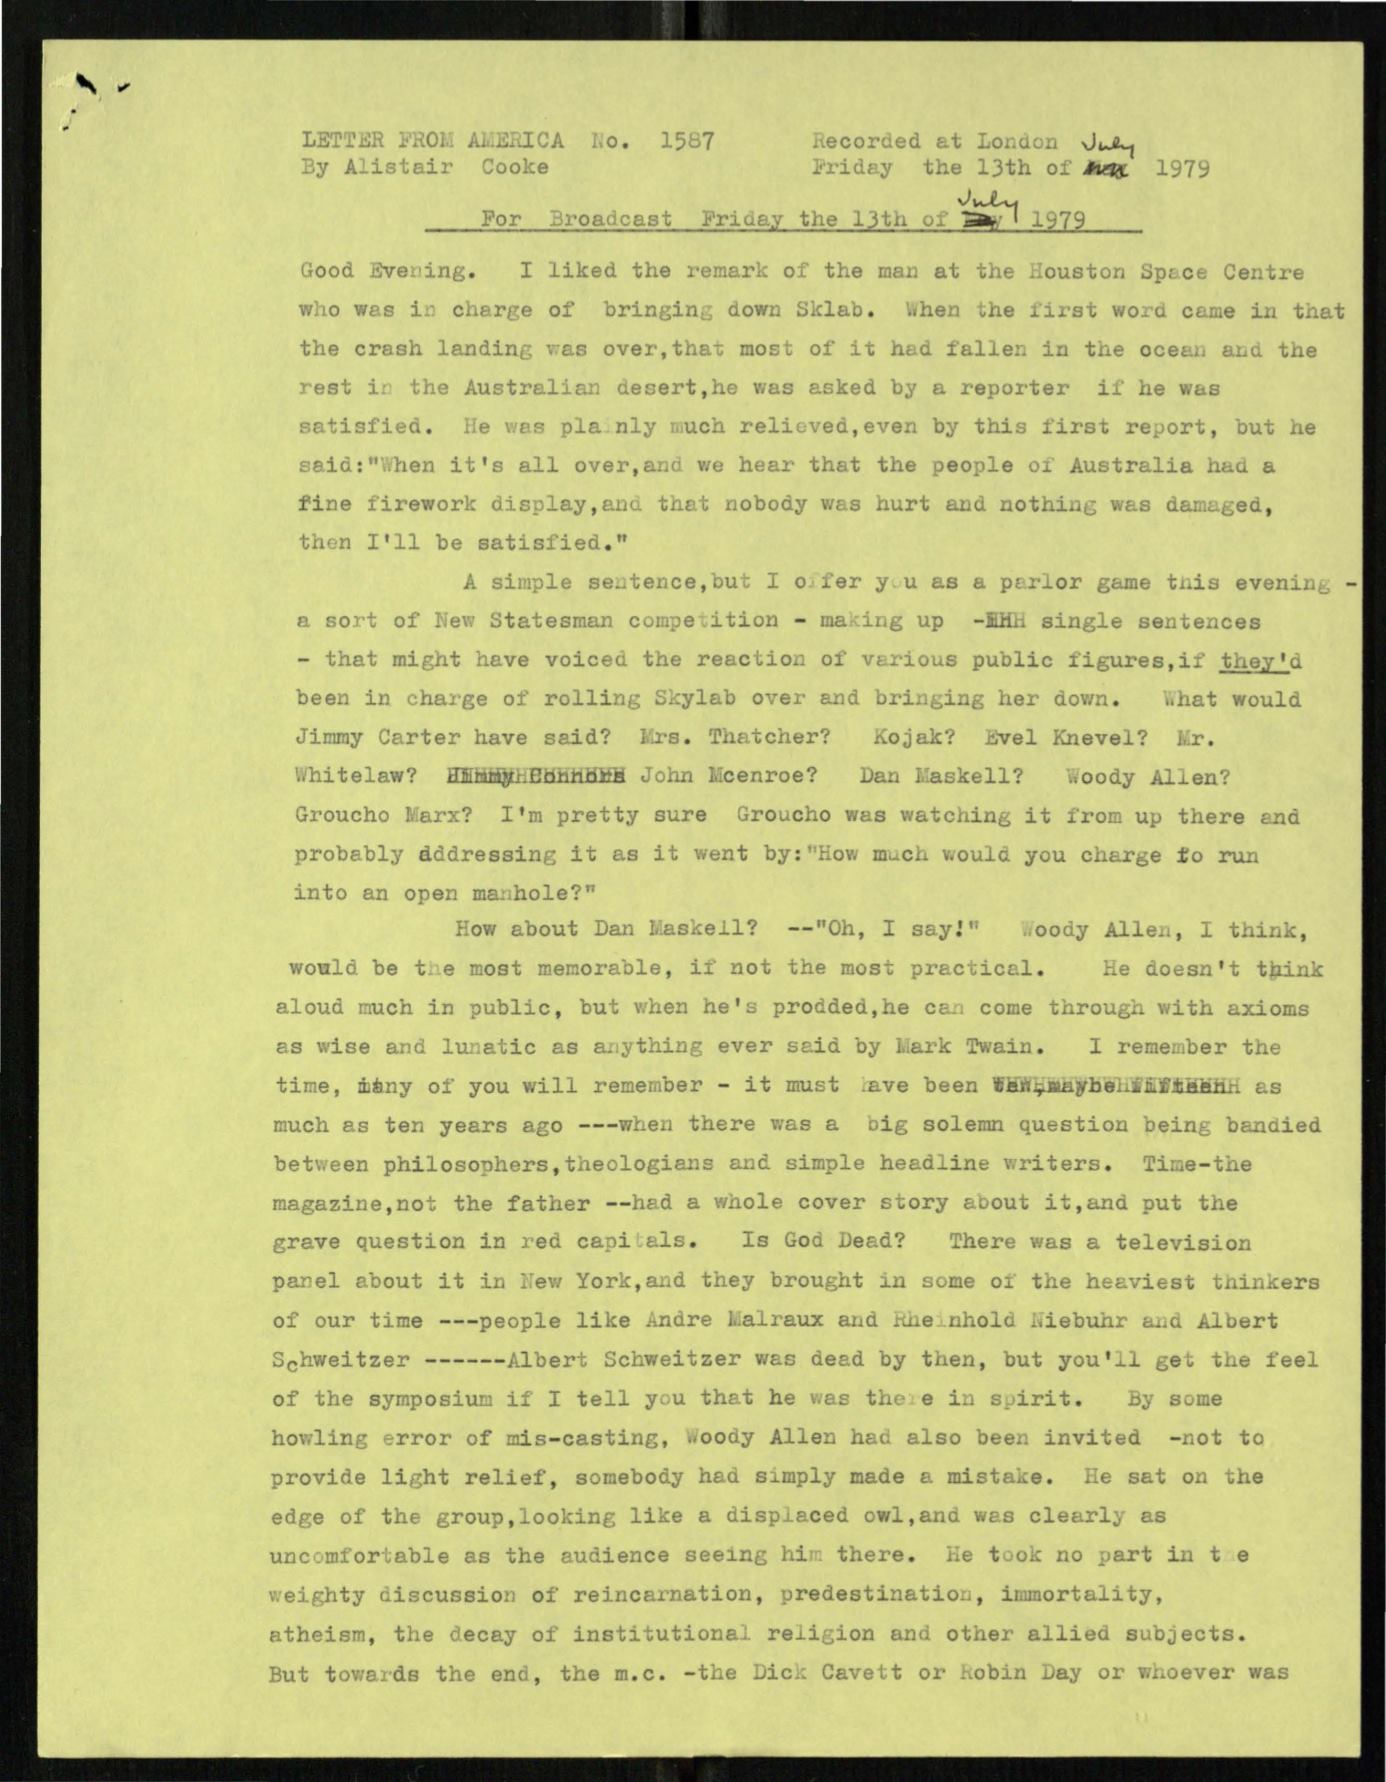 LETTER FROM AMERICA No. 1587 Recorded at London July
By Alistair Cooke Friday the 13th of 1979
July
For Broadcast Friday the 13th of 1979
Good Evening. I liked the remark of the man at the Houston Space Centre
who was in charge of bringing down Sklab. When the first word came in that
the crash landing was over,that most of it had fallen in the ocean and the
rest in the Australian desert,he was asked by a reporter if he was
satisfied. He was plainly much relieved,even by this first report, but he
said:"When it's all over,and we hear that the people of Australia had a
fine firework display,and that nobody was hurt and nothing was damaged,
then I'll be satisfied."
A simple sentence,but I offer you as a parlor game this evening -
a sort of New Statesman competition - making up - single sentences
- that might have voiced the reaction of various public figures,if they'd
been in charge of rolling Skylab over and bringing her down. What would
Jimmy Carter have said? Mrs. Thatcher? Kojak? Evel Knevel? Mr.
Whitelaw? Jimmy Connors John Mcenroe? Dan Maskell? Woody Allen?
Groucho Marx? I'm pretty sure Groucho was watching it from up there and
probably addressing it as it went by:"How much would you charge to run
into an open manhole?"
How about Dan Maskell? --"Oh, I say!" Woody Allen, I think,
would be the most memorable, if not the most practical. He doesn't think
aloud much in public, but when he's prodded,he can come through with axioms
as wise and lunatic as anything ever said by Mark Twain. I remember the
time, many of you will remember - it must have been ten,maybe fifteen as
much as ten years ago ---when there was a big solemn question being bandied
between philosophers,theologians and simple headline writers. Time-the
magazine,not the father --had a whole cover story about it,and put the
grave question in red capitals. Is God Dead? There was a television
panel about it in New York,and they brought in some of the heaviest thinkers
of our time ---people like Andre Malraux and Rheinhold Niebuhr and Albert
Schweitzer ------Albert Schweitzer was dead by then, but you'll get the feel
of the symposium if I tell you that he was there in spirit. By some
howling error of mis-casting, Woody Allen had also been invited -not to
provide light relief, somebody had simply made a mistake. He sat on the
edge of the group,looking like a displaced owl,and was clearly as
uncomfortable as the audience seeing him there. He took no part in t e
weighty discussion of reincarnation, predestination, immortality,
atheism, the decay of institutional religion and other allied subjects.
But towards the end, the m.c. -the Dick Cavett or Robin Day or whoever was